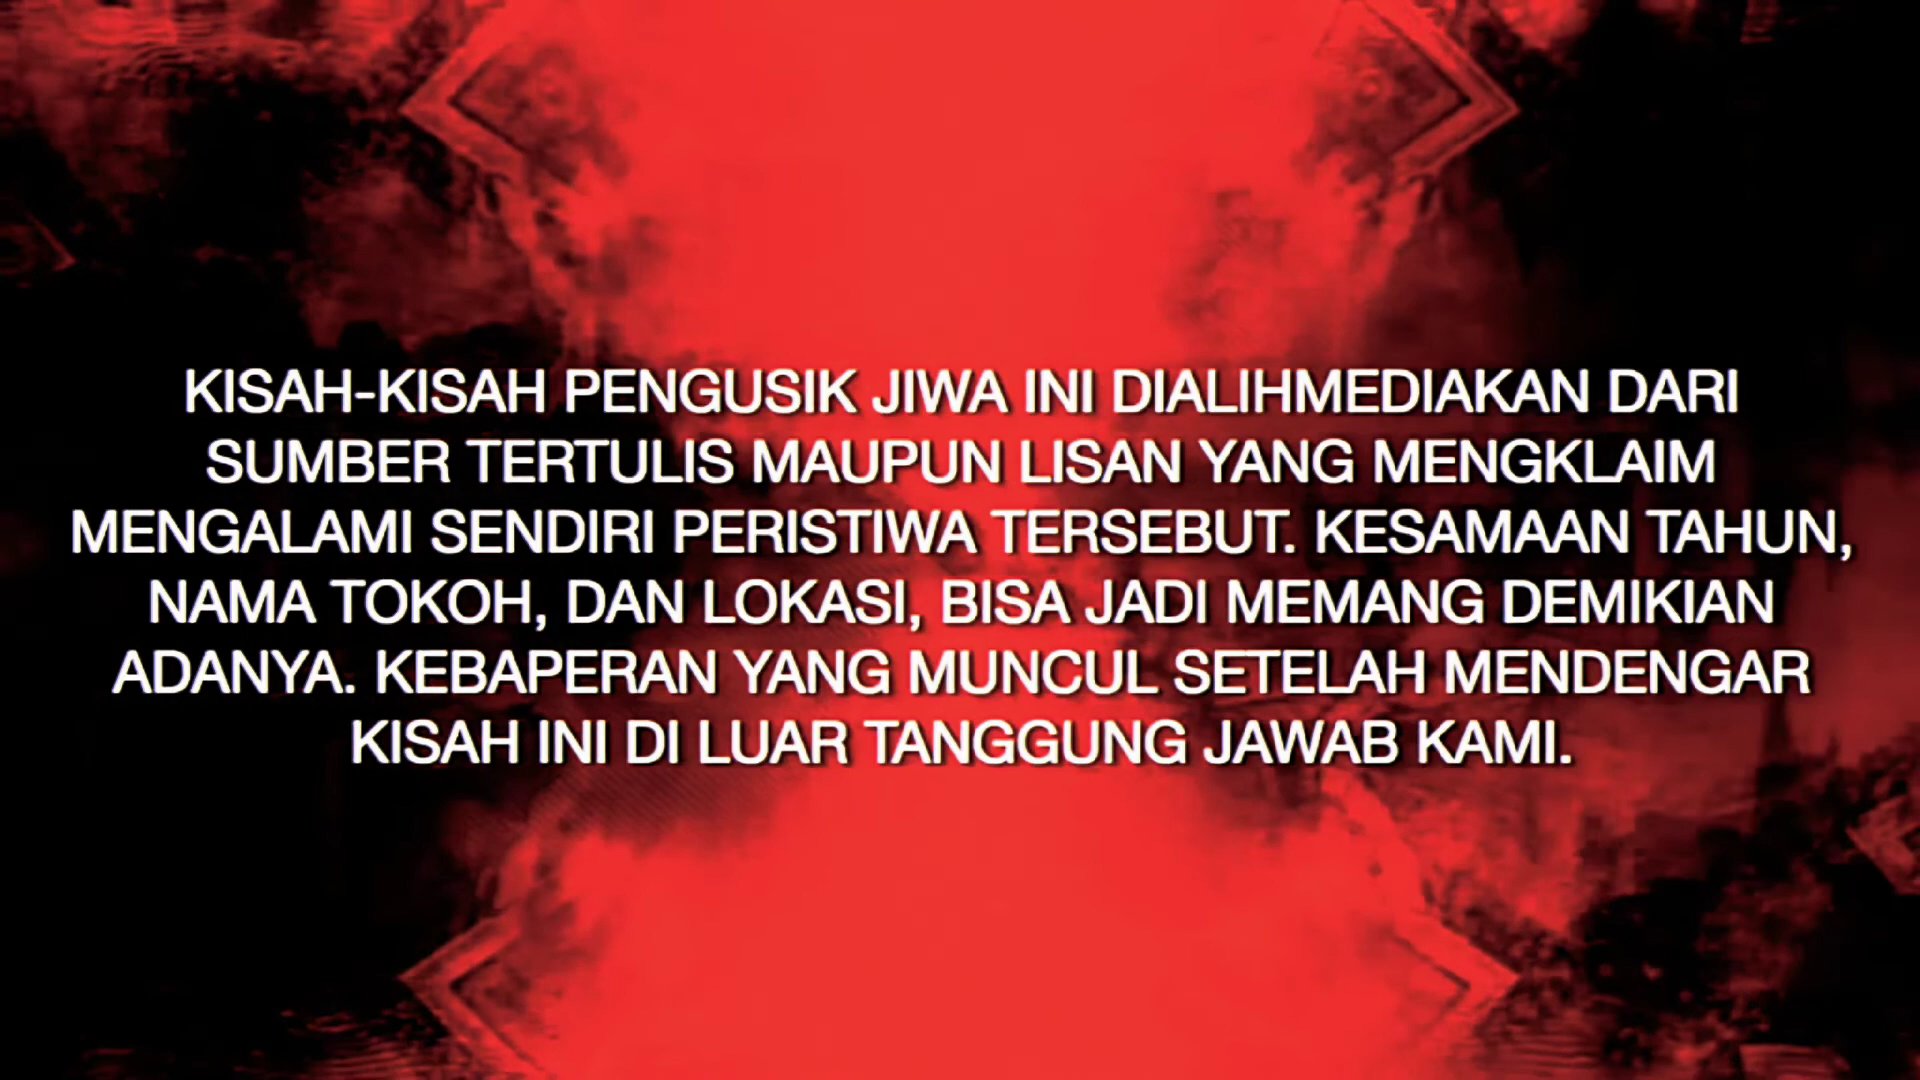 KISAH-KISAH PENGUSIK JIWA INI DIALIHMEDIAKAN DARI
SUMBER TERTULIS MAUPUN LISAN YANG MENGKLAIM
MENGALAMI SENDIRI PERISTIWA TERSEBUT. KESAMAAN TAHUN,
NAMA TOKOH, DAN LOKASI, BISA JADI MEMANG DEMIKIAN
ADANYA. KEBAPERAN YANG MUNCUL SETELAH MENDENGAR
KISAH INI DI LUAR TANGGUNG JAWAB KAMI.